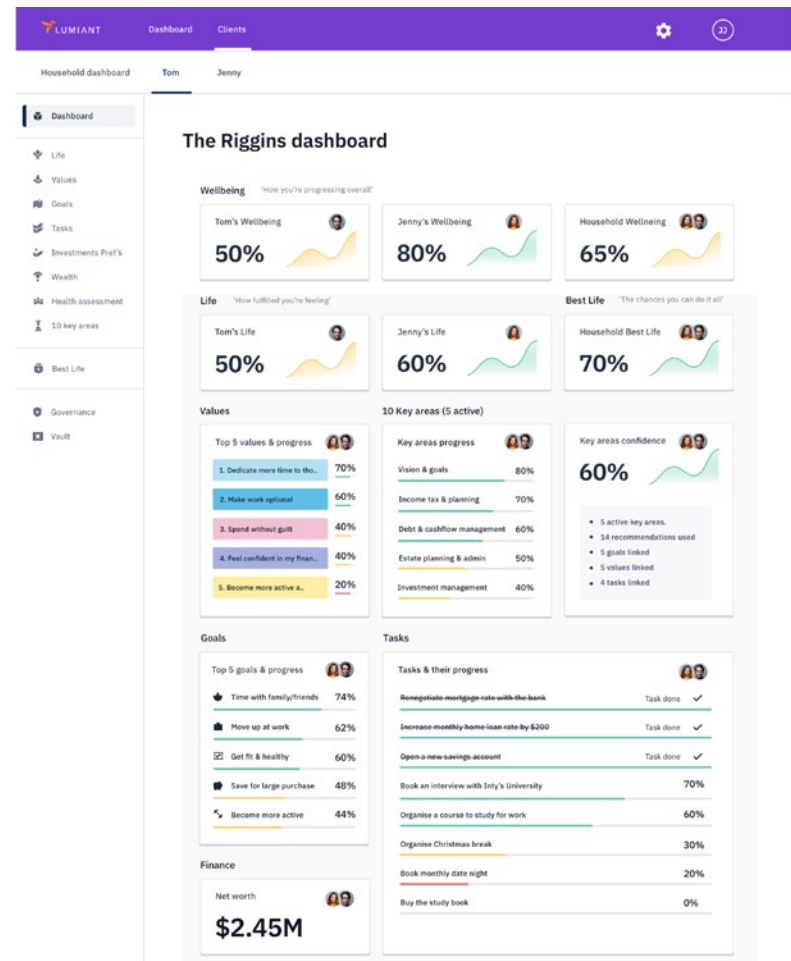 LUMIANT
Dashboard
Clients
JJ
Household dashboard
Tom
Jenny
Dashboard
Life
Values
Goals
Tasks
Investments Pref's
Wealth
Health assessment
10 key areas
Best Life
Governance
Vault
The Riggins dashboard
Wellbeing 'How you're progressing overall'
Tom's Wellbeing
50%
Jenny's Wellbeing
80%
Household Wellneing
65%
Life 'How fulfilled you're feeling'
Tom's Life
50%
Jenny's Life
60%
Best Life 'The chances you can do it all'
Household Best Life
70%
Values
Top 5 values & progress
1. Dedicate more time to tho... 70%
2. Make work optional 60%
3. Spend without guilt 40%
4. Feel confident in my finan... 40%
5. Become more active a... 20%
10 Key areas (5 active)
Key areas progress
Vision & goals 80%
Income tax & planning 70%
Debt & cashflow management 60%
Estate planning & admin 50%
Investment management 40%
Key areas confidence
60%
5 active key areas.
14 recommendations used
5 goals linked
5 values linked
4 tasks linked
Goals
Top 5 goals & progress
Time with family/friends 74%
Move up at work 62%
Get fit & healthy 60%
Save for large purchase 48%
Become more active 44%
Tasks
Tasks & their progress
Renegotiate mortgage rate with the bank Task done
Increase monthly home loan rate by $200 Task done
Open a new savings account Task done
Book an interview with Inty's University 70%
Organise a course to study for work 60%
Organise Christmas break 30%
Book monthly date night 20%
Buy the study book 0%
Finance
Net worth
$2.45M